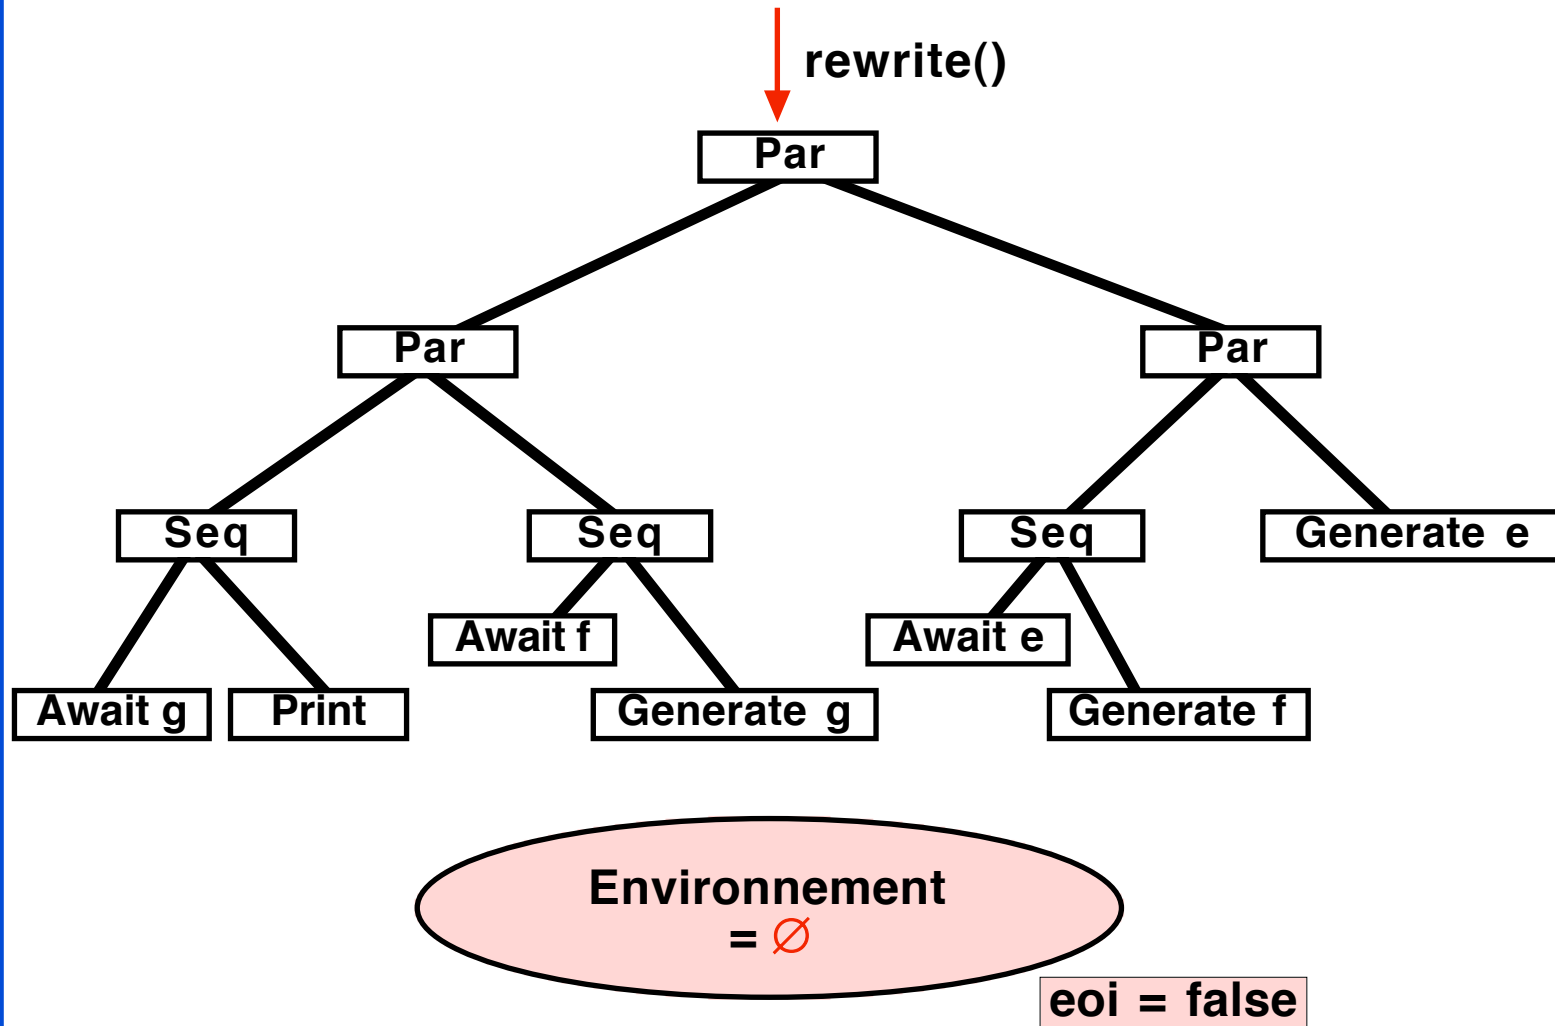 rewrite()
Par
Par
Par
Seq
Seq
Seq
Generate e
Await f
Await e
Await g
Print
Generate g
Generate f
Environnement
= ∅
eoi = false